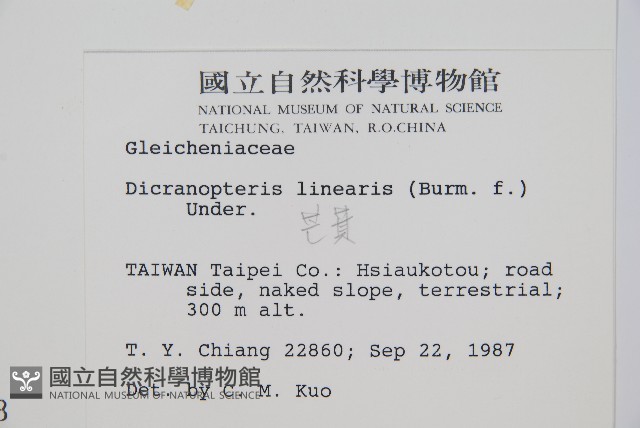 國立自然科學博物館
NATIONAL MUSEUM OF NATURAL SCIENCE
TAICHUNG, TAIWAN, R.O.CHINA
Gleicheniaceae
Dicranopteris linearis (Burm. f.)
Under.
芒萁
TAIWAN Taipei Co.: Hsiaukotou; road
side, naked slope, terrestrial;
300 m alt.
T. Y. Chiang 22860; Sep 22, 1987
Det. by C. M. Kuo
國立自然科學博物館
NATIONAL MUSEUM OF NATURAL SCIENCE